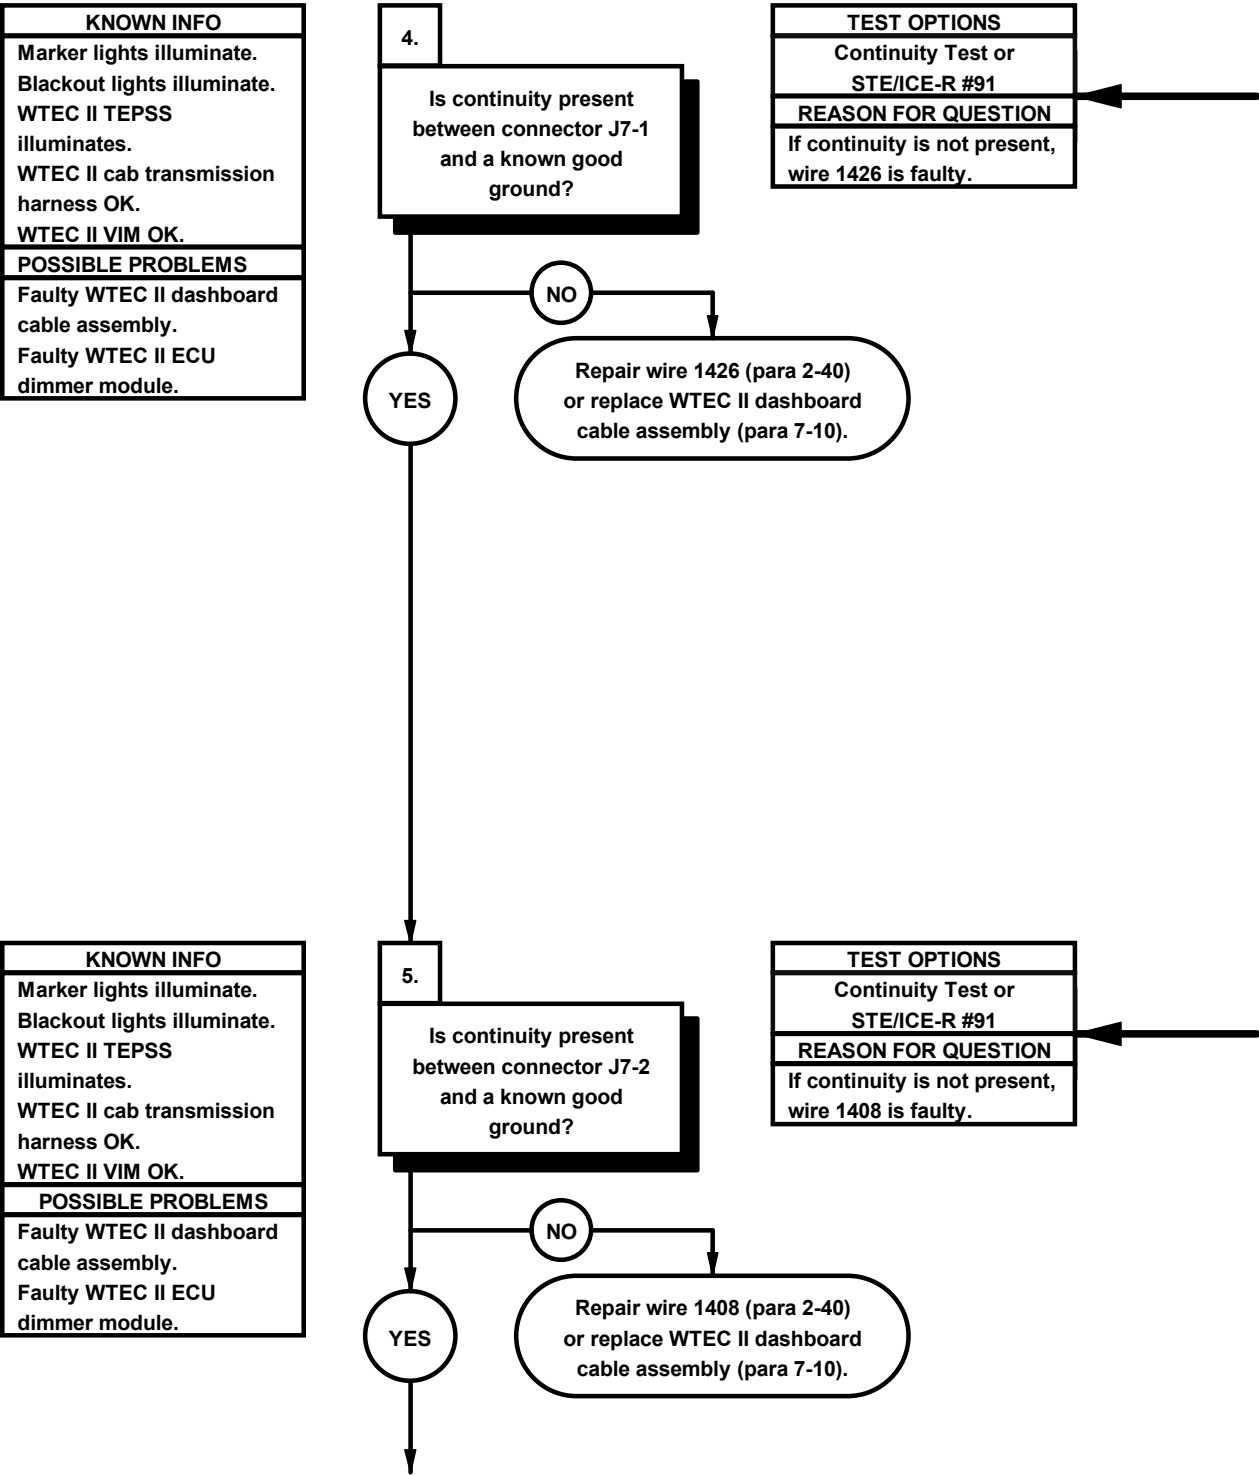 KNOWN INFO
Marker lights illuminate.
Blackout lights illuminate.
WTEC II TEPSS
illuminates.
WTEC II cab transmission
harness OK.
WTEC II VIM OK.
POSSIBLE PROBLEMS
Faulty WTEC II dashboard
cable assembly.
Faulty WTEC II ECU
dimmer module.
4.
Is continuity present
between connector J7-1
and a known good
ground?
TEST OPTIONS
Continuity Test or
STE/ICE-R #91
REASON FOR QUESTION
If continuity is not present,
wire 1426 is faulty.
NO
YES
Repair wire 1426 (para 2-40)
or replace WTEC II dashboard
cable assembly (para 7-10).
KNOWN INFO
Marker lights illuminate.
Blackout lights illuminate.
WTEC II TEPSS
illuminates.
WTEC II cab transmission
harness OK.
WTEC II VIM OK.
POSSIBLE PROBLEMS
Faulty WTEC II dashboard
cable assembly.
Faulty WTEC II ECU
dimmer module.
5.
Is continuity present
between connector J7-2
and a known good
ground?
TEST OPTIONS
Continuity Test or
STE/ICE-R #91
REASON FOR QUESTION
If continuity is not present,
wire 1408 is faulty.
NO
YES
Repair wire 1408 (para 2-40)
or replace WTEC II dashboard
cable assembly (para 7-10).